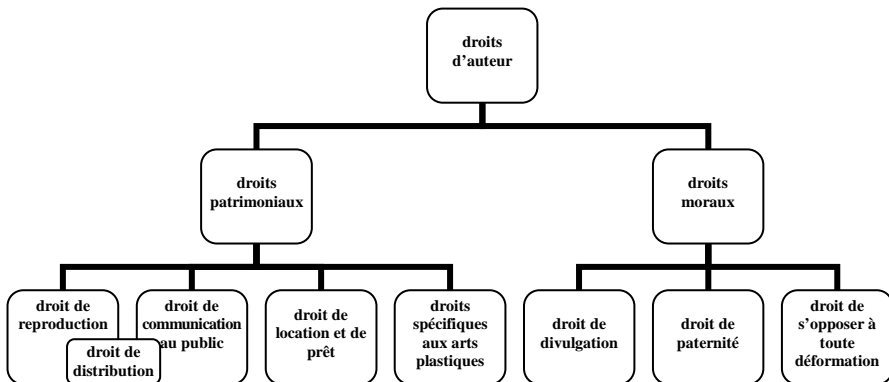 droits
d'auteur
droits
patrimoniaux
droits
moraux
droit de
reproduction
droit de
distribution
droit de
communication
au public
droit de
location et de
prêt
droits
spécifiques
aux arts
plastiques
droit de
divulgation
droit de
paternité
droit de
s'opposer à
toute
déformation